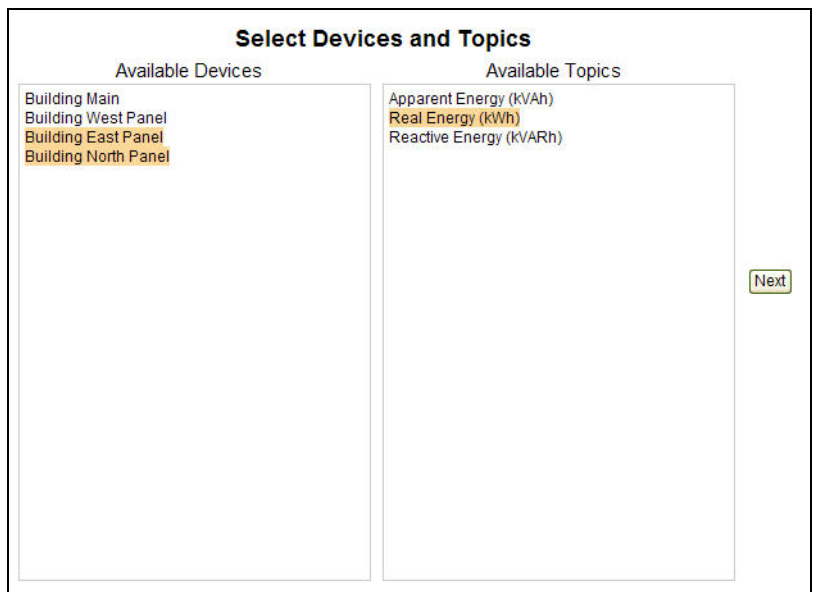 Select Devices and Topics
Available Devices
Building Main
Building West Panel
Building East Panel
Building North Panel
Available Topics
Apparent Energy (kVAh)
Real Energy (kWh)
Reactive Energy (kVARh)
Next